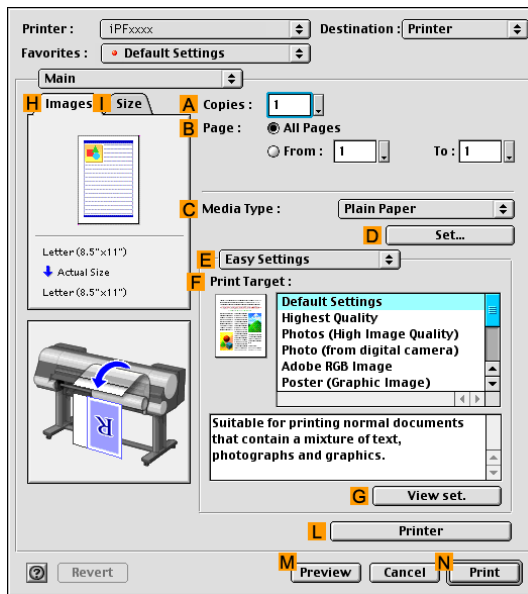 Printer : iPFxxxx Destination : Printer
Favorites : Default Settings
Main
H Images I Size
A Copies : 1
B Page : All Pages
From : 1 To : 1
C Media Type : Plain Paper
D Set...
Letter (8.5"x11")
Actual Size
Letter (8.5"x11")
E Easy Settings
F Print Target :
Default Settings
Highest Quality
Photos (High Image Quality)
Photo (from digital camera)
Adobe RGB Image
Poster (Graphic Image)
R
Suitable for printing normal documents
that contain a mixture of text,
photographs and graphics.
G View set.
L Printer
? Revert M Preview Cancel N Print